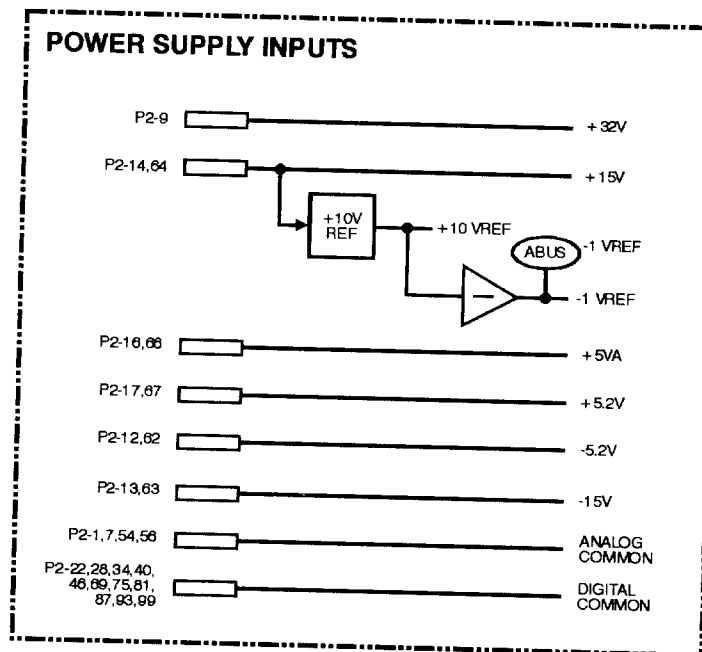 POWER SUPPLY INPUTS
P2-9
+32V
P2-14,64
+15V
+10V
REF
+10 VREF
ABUS
-1 VREF
-1 VREF
P2-16,66
+5VA
P2-17,67
+5.2V
P2-12,62
-5.2V
P2-13,63
-15V
P2-1,7,54,56
ANALOG
COMMON
P2-22,28,34,40,
46,69,75,81,
87,93,99
DIGITAL
COMMON